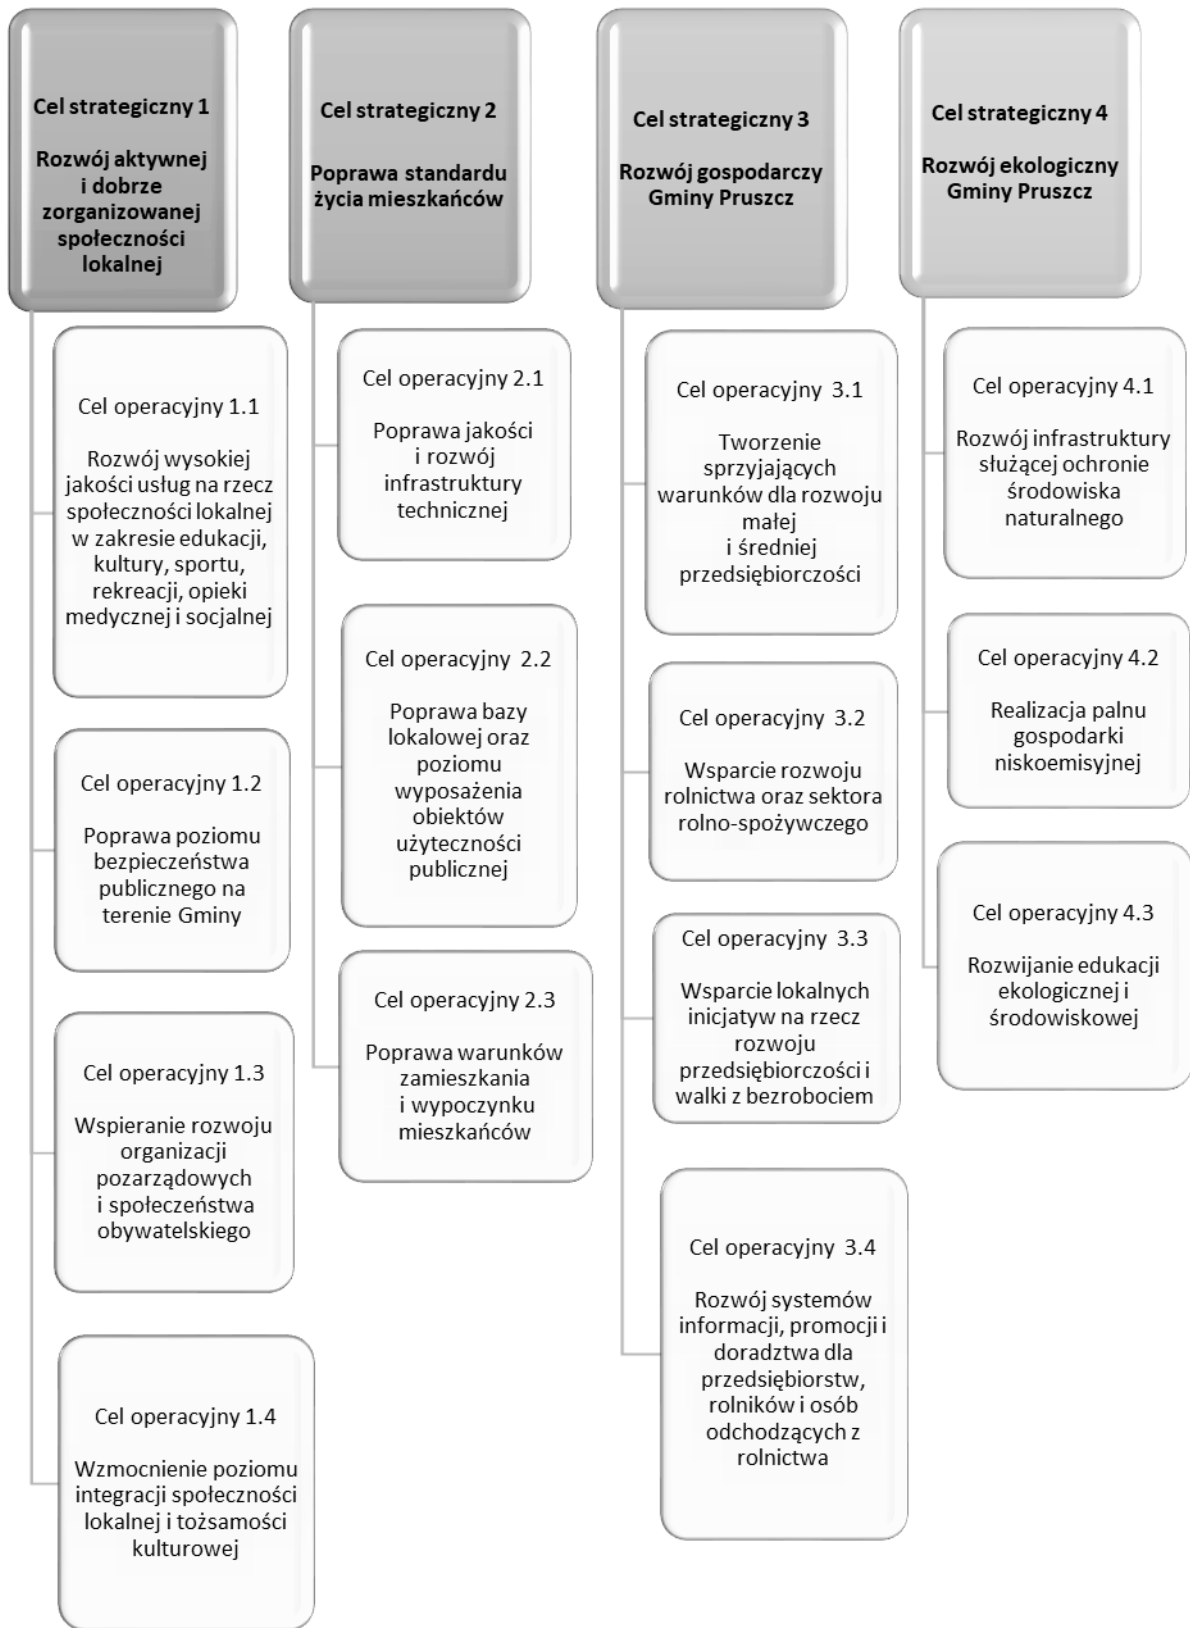 Cel strategiczny 1
Rozwój aktywnej
i dobrze
zorganizowanej
społeczności
lokalnej
Cel operacyjny 1.1
Rozwój wysokiej
jakości usług na rzecz
społeczności lokalnej
w zakresie edukacji,
kultury, sportu,
rekreacji, opieki
medycznej i socjalnej
Cel operacyjny 1.2
Poprawa poziomu
bezpieczeństwa
publicznego na
terenie Gminy
Cel operacyjny 1.3
Wspieranie rozwoju
organizacji
pozarządowych
i społeczeństwa
obywatelskiego
Cel operacyjny 1.4
Wzmocnienie poziomu
integracji społeczności
lokalnej i tożsamości
kulturowej
Cel strategiczny 2
Poprawa standardu
życia mieszkańców
Cel operacyjny 2.1
Poprawa jakości
i rozwój
infrastruktury
technicznej
Cel operacyjny 2.2
Poprawa bazy
lokalowej oraz
poziomu
wyposażenia
obiektów
użyteczności
publicznej
Cel operacyjny 2.3
Poprawa warunków
zamieszkania
i wypoczynku
mieszkańców
Cel strategiczny 3
Rozwój gospodarczy
Gminy Pruszcz
Cel operacyjny 3.1
Tworzenie
sprzyjających
warunków dla rozwoju
małej
i średniej
przedsiębiorczości
Cel operacyjny 3.2
Wsparcie rozwoju
rolnictwa oraz sektora
rolno-spożywczego
Cel operacyjny 3.3
Wsparcie lokalnych
inicjatyw na rzecz
rozwoju
przedsiębiorczości i
walki z bezrobociem
Cel operacyjny 3.4
Rozwój systemów
informacji, promocji i
doradztwa dla
przedsiębiorstw,
rolników i osób
odchodzących z
rolnictwa
Cel strategiczny 4
Rozwój ekologiczny
Gminy Pruszcz
Cel operacyjny 4.1
Rozwój infrastruktury
służącej ochronie
środowiska
naturalnego
Cel operacyjny 4.2
Realizacja palnu
gospodarki
niskoemisyjnej
Cel operacyjny 4.3
Rozwijanie edukacji
ekologicznej i
środowiskowej